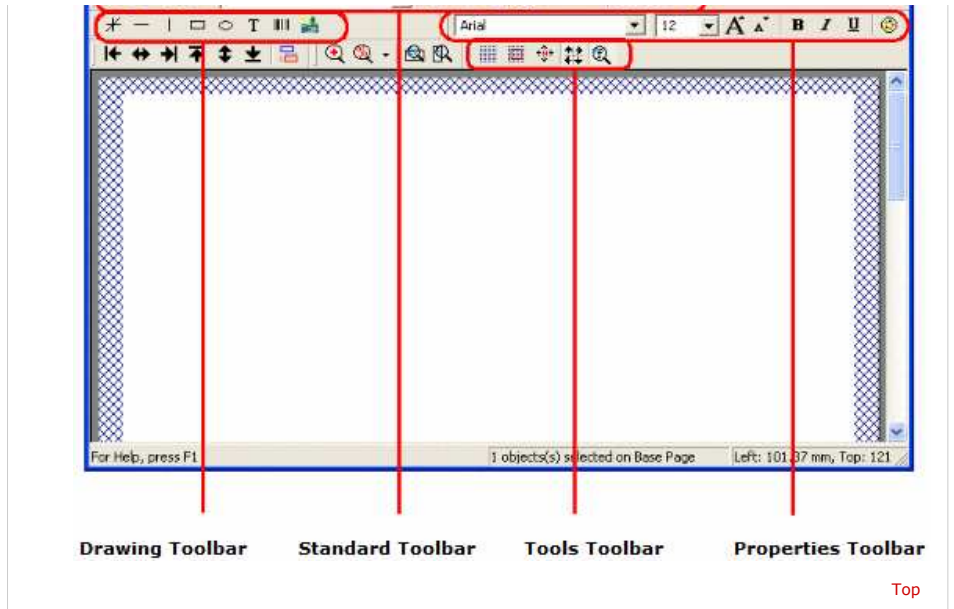 T Arial 12 A A B I U
For Help, press F1 1 objects(s) selected on Base Page Left: 101.37 mm, Top: 121
Drawing Toolbar Standard Toolbar Tools Toolbar Properties Toolbar
Top